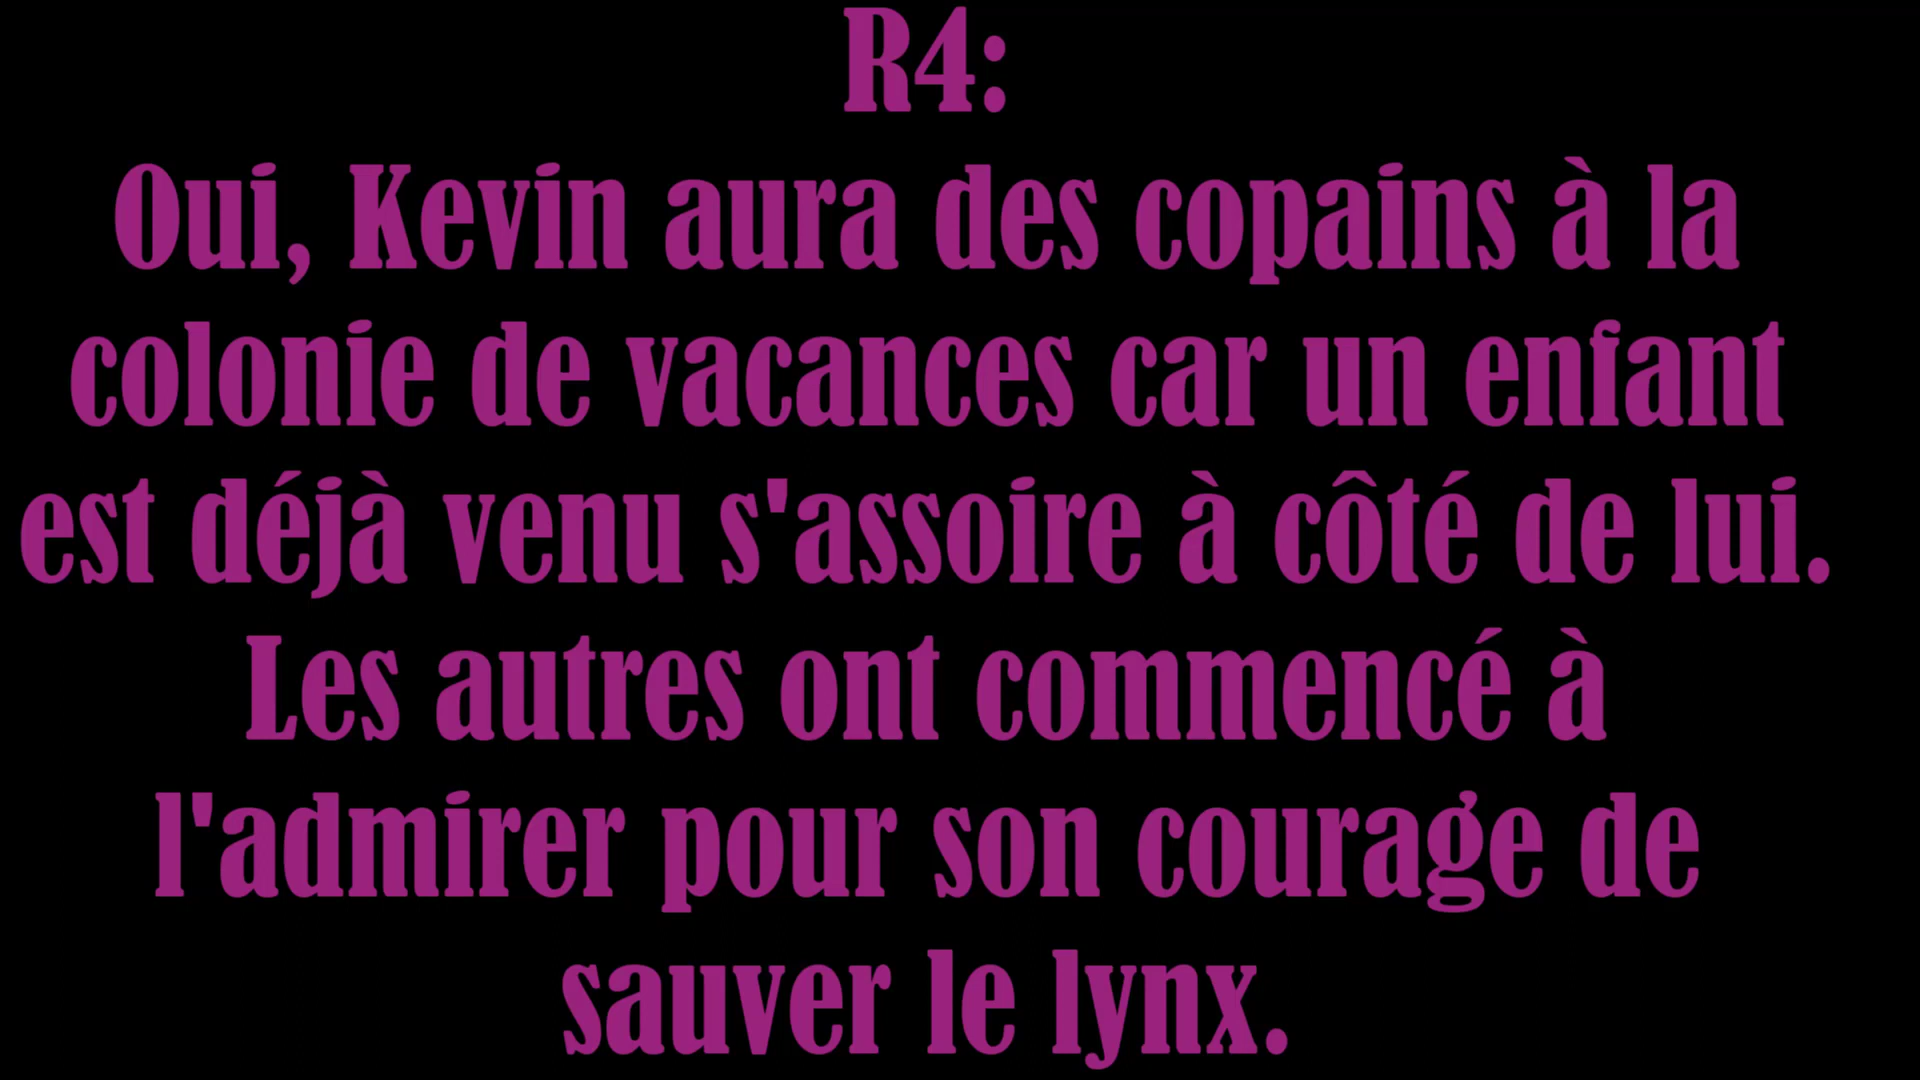 R4:
Oui, Kevin aura des copains à la
colonie de vacances car un enfant
est déjà venu s'assoire à côté de lui.
Les autres ont commencé à
l'admirer pour son courage de
sauver le lynx.